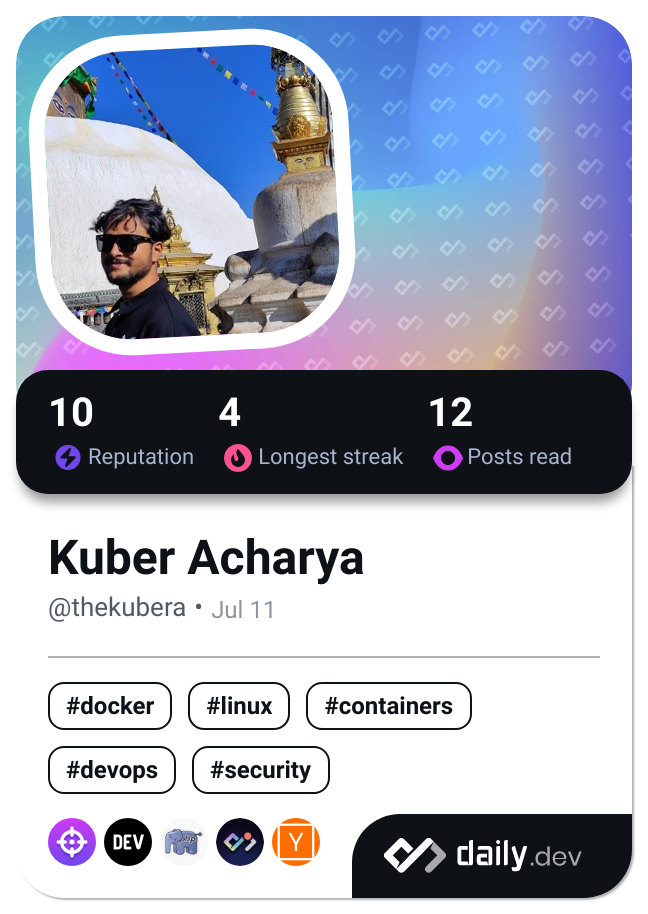 10 4 12
Reputation Longest streak Posts read
Kuber Acharya
@thekubera • Jul 11
#docker #linux #containers
#devops #security
DEV php Y daily.dev